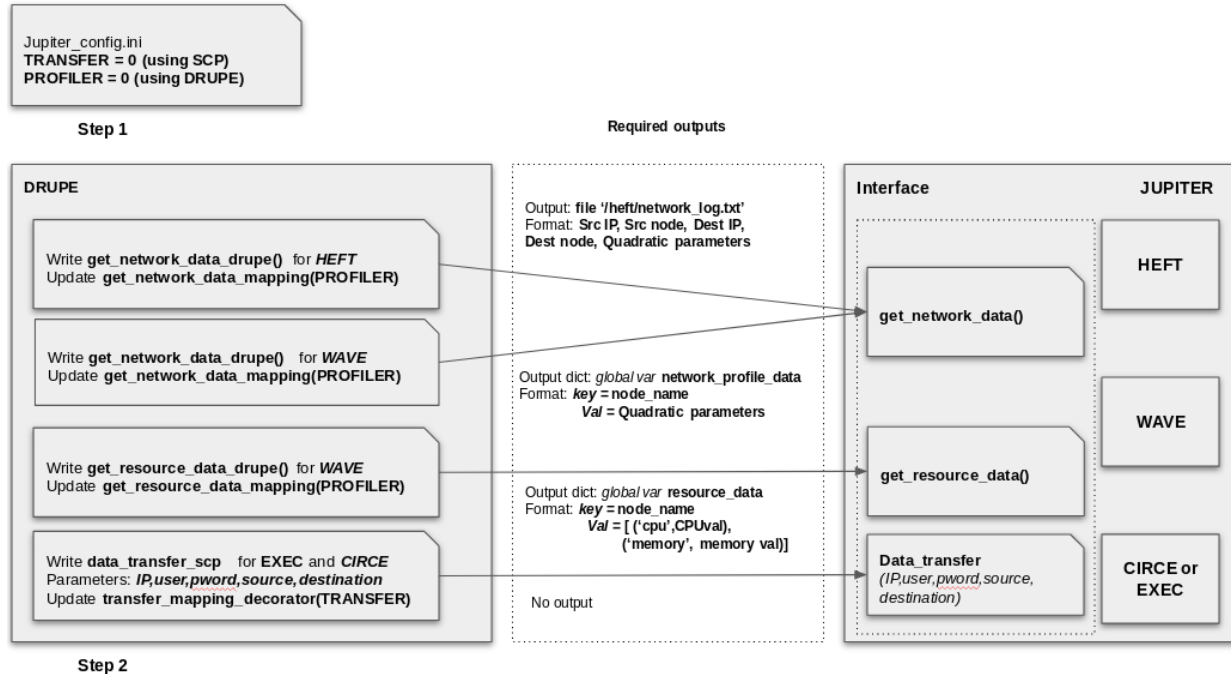 Jupiter_config.ini
TRANSFER = 0 (using SCP)
PROFILER = 0 (using DRUPE)
Step 1
Required outputs
DRUPE
Write get_network_data_drupe() for HEFT
Update get_network_data_mapping(PROFILER)
Write get_network_data_drupe() for WAVE
Update get_network_data_mapping(PROFILER)
Write get_resource_data_drupe() for WAVE
Update get_resource_data_mapping(PROFILER)
Write data_transfer_scp for EXEC and CIRCE
Parameters: IP,user,pword,source,destination
Update transfer_mapping_decorator(TRANSFER)
Output: file ‘/heft/network_log.txt’
Format: Src IP, Src node, Dest IP,
Dest node, Quadratic parameters
Output dict: global var network_profile_data
Format: key = node_name
Val = Quadratic parameters
Output dict: global var resource_data
Format: key = node_name
Val = [ (‘cpu’,CPUval),
(‘memory’, memory val)]
No output
Interface
JUPITER
get_network_data()
get_resource_data()
Data_transfer
(IP,user,pword,source,
destination)
HEFT
WAVE
CIRCE or
EXEC
Step 2